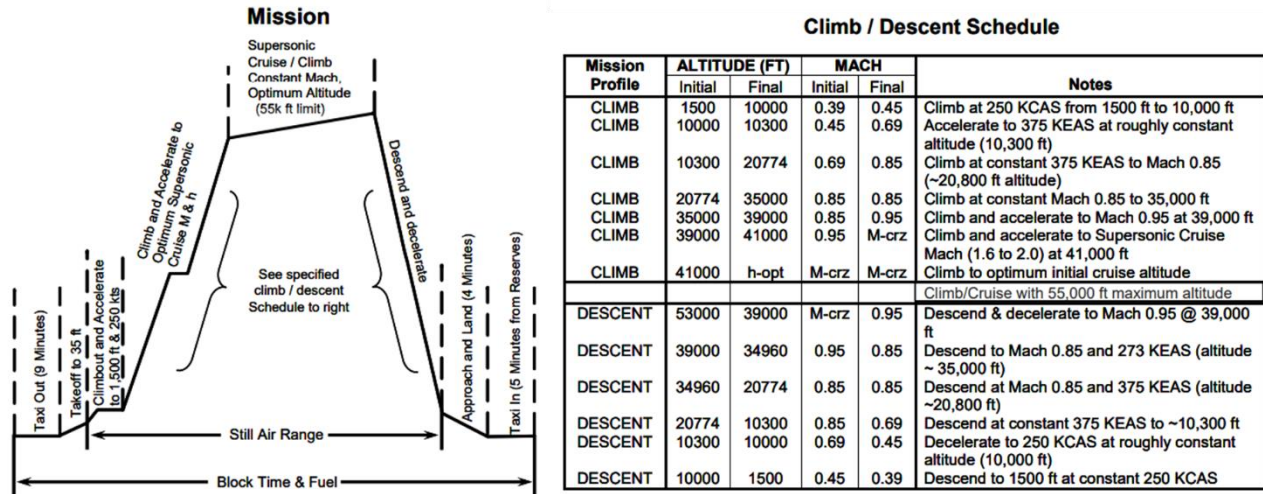 Mission
Supersonic
Cruise / Climb
Constant Mach,
Optimum Altitude
(55k ft limit)
Climb and Accelerate to
Optimum Supersonic
Cruise M & h
Descend and decelerate
See specified
climb / descent
Schedule to right
Taxi Out (9 Minutes)
Takeoff to 35 ft
Climbout and Accelerate
to 1,500 ft & 250 kts
Approach and Land (4 Minutes)
Taxi In (5 Minutes from Reserves)
Still Air Range
Block Time & Fuel
Climb / Descent Schedule
Mission ALTITUDE (FT) MACH
Profile Initial Final Initial Final Notes
CLIMB 1500 10000 0.39 0.45 Climb at 250 KCAS from 1500 ft to 10,000 ft
CLIMB 10000 10300 0.45 0.69 Accelerate to 375 KEAS at roughly constant
altitude (10,300 ft)
CLIMB 10300 20774 0.69 0.85 Climb at constant 375 KEAS to Mach 0.85
(~20,800 ft altitude)
CLIMB 20774 35000 0.85 0.85 Climb at constant Mach 0.85 to 35,000 ft
CLIMB 35000 39000 0.85 0.95 Climb and accelerate to Mach 0.95 at 39,000 ft
CLIMB 39000 41000 0.95 M-crz Climb and accelerate to Supersonic Cruise
Mach (1.6 to 2.0) at 41,000 ft
CLIMB 41000 h-opt M-crz M-crz Climb to optimum initial cruise altitude
Climb/Cruise with 55,000 ft maximum altitude
DESCENT 53000 39000 M-crz 0.95 Descend & decelerate to Mach 0.95 @ 39,000
ft
DESCENT 39000 34960 0.95 0.85 Descend to Mach 0.85 and 273 KEAS (altitude
~ 35,000 ft)
DESCENT 34960 20774 0.85 0.85 Descend at Mach 0.85 and 375 KEAS (altitude
~20,800 ft)
DESCENT 20774 10300 0.85 0.69 Descend at constant 375 KEAS to ~10,300 ft
DESCENT 10300 10000 0.69 0.45 Decelerate to 250 KCAS at roughly constant
altitude (10,000 ft)
DESCENT 10000 1500 0.45 0.39 Descend to 1500 ft at constant 250 KCAS